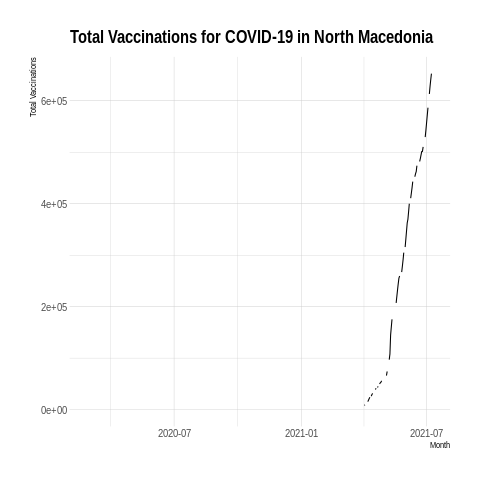 Total Vaccinations for COVID-19 in North Macedonia
Total Vaccinations
6e+05
4e+05
2e+05
0e+00
2020-07 2021-01 2021-07
Month